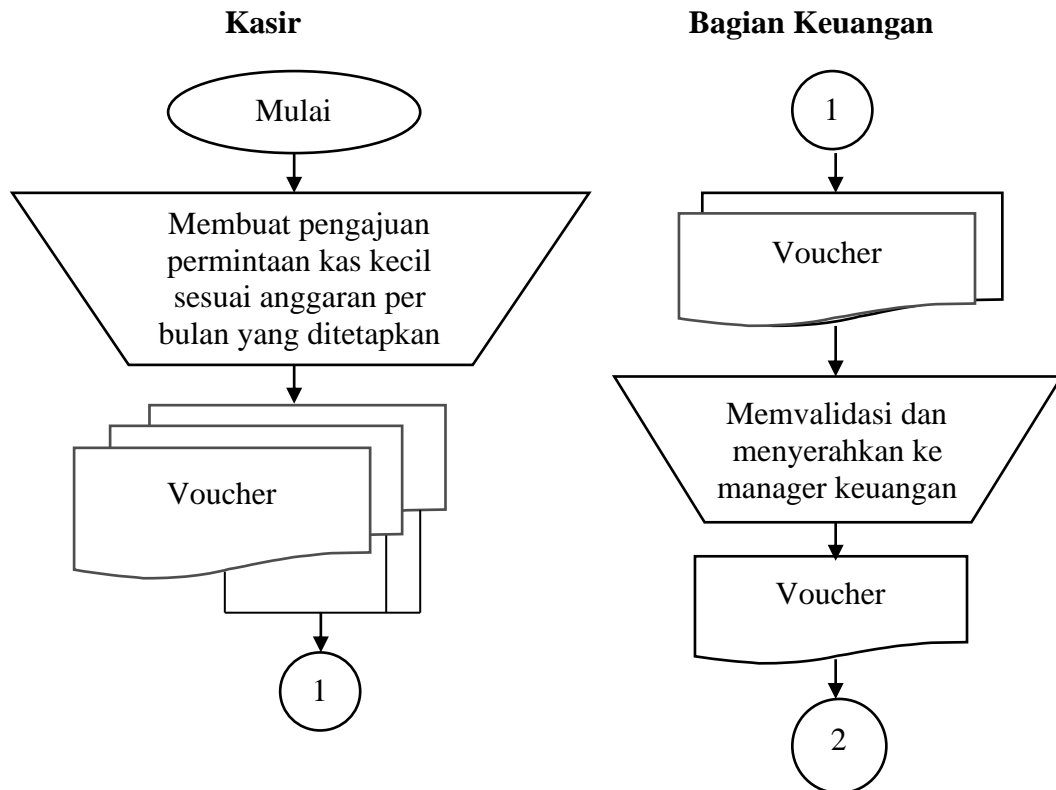 Kasir
Mulai
Membuat pengajuan
permintaan kas kecil
sesuai anggaran per
bulan yang ditetapkan
Voucher
1
Bagian Keuangan
1
Voucher
Memvalidasi dan
menyerahkan ke
manager keuangan
Voucher
2